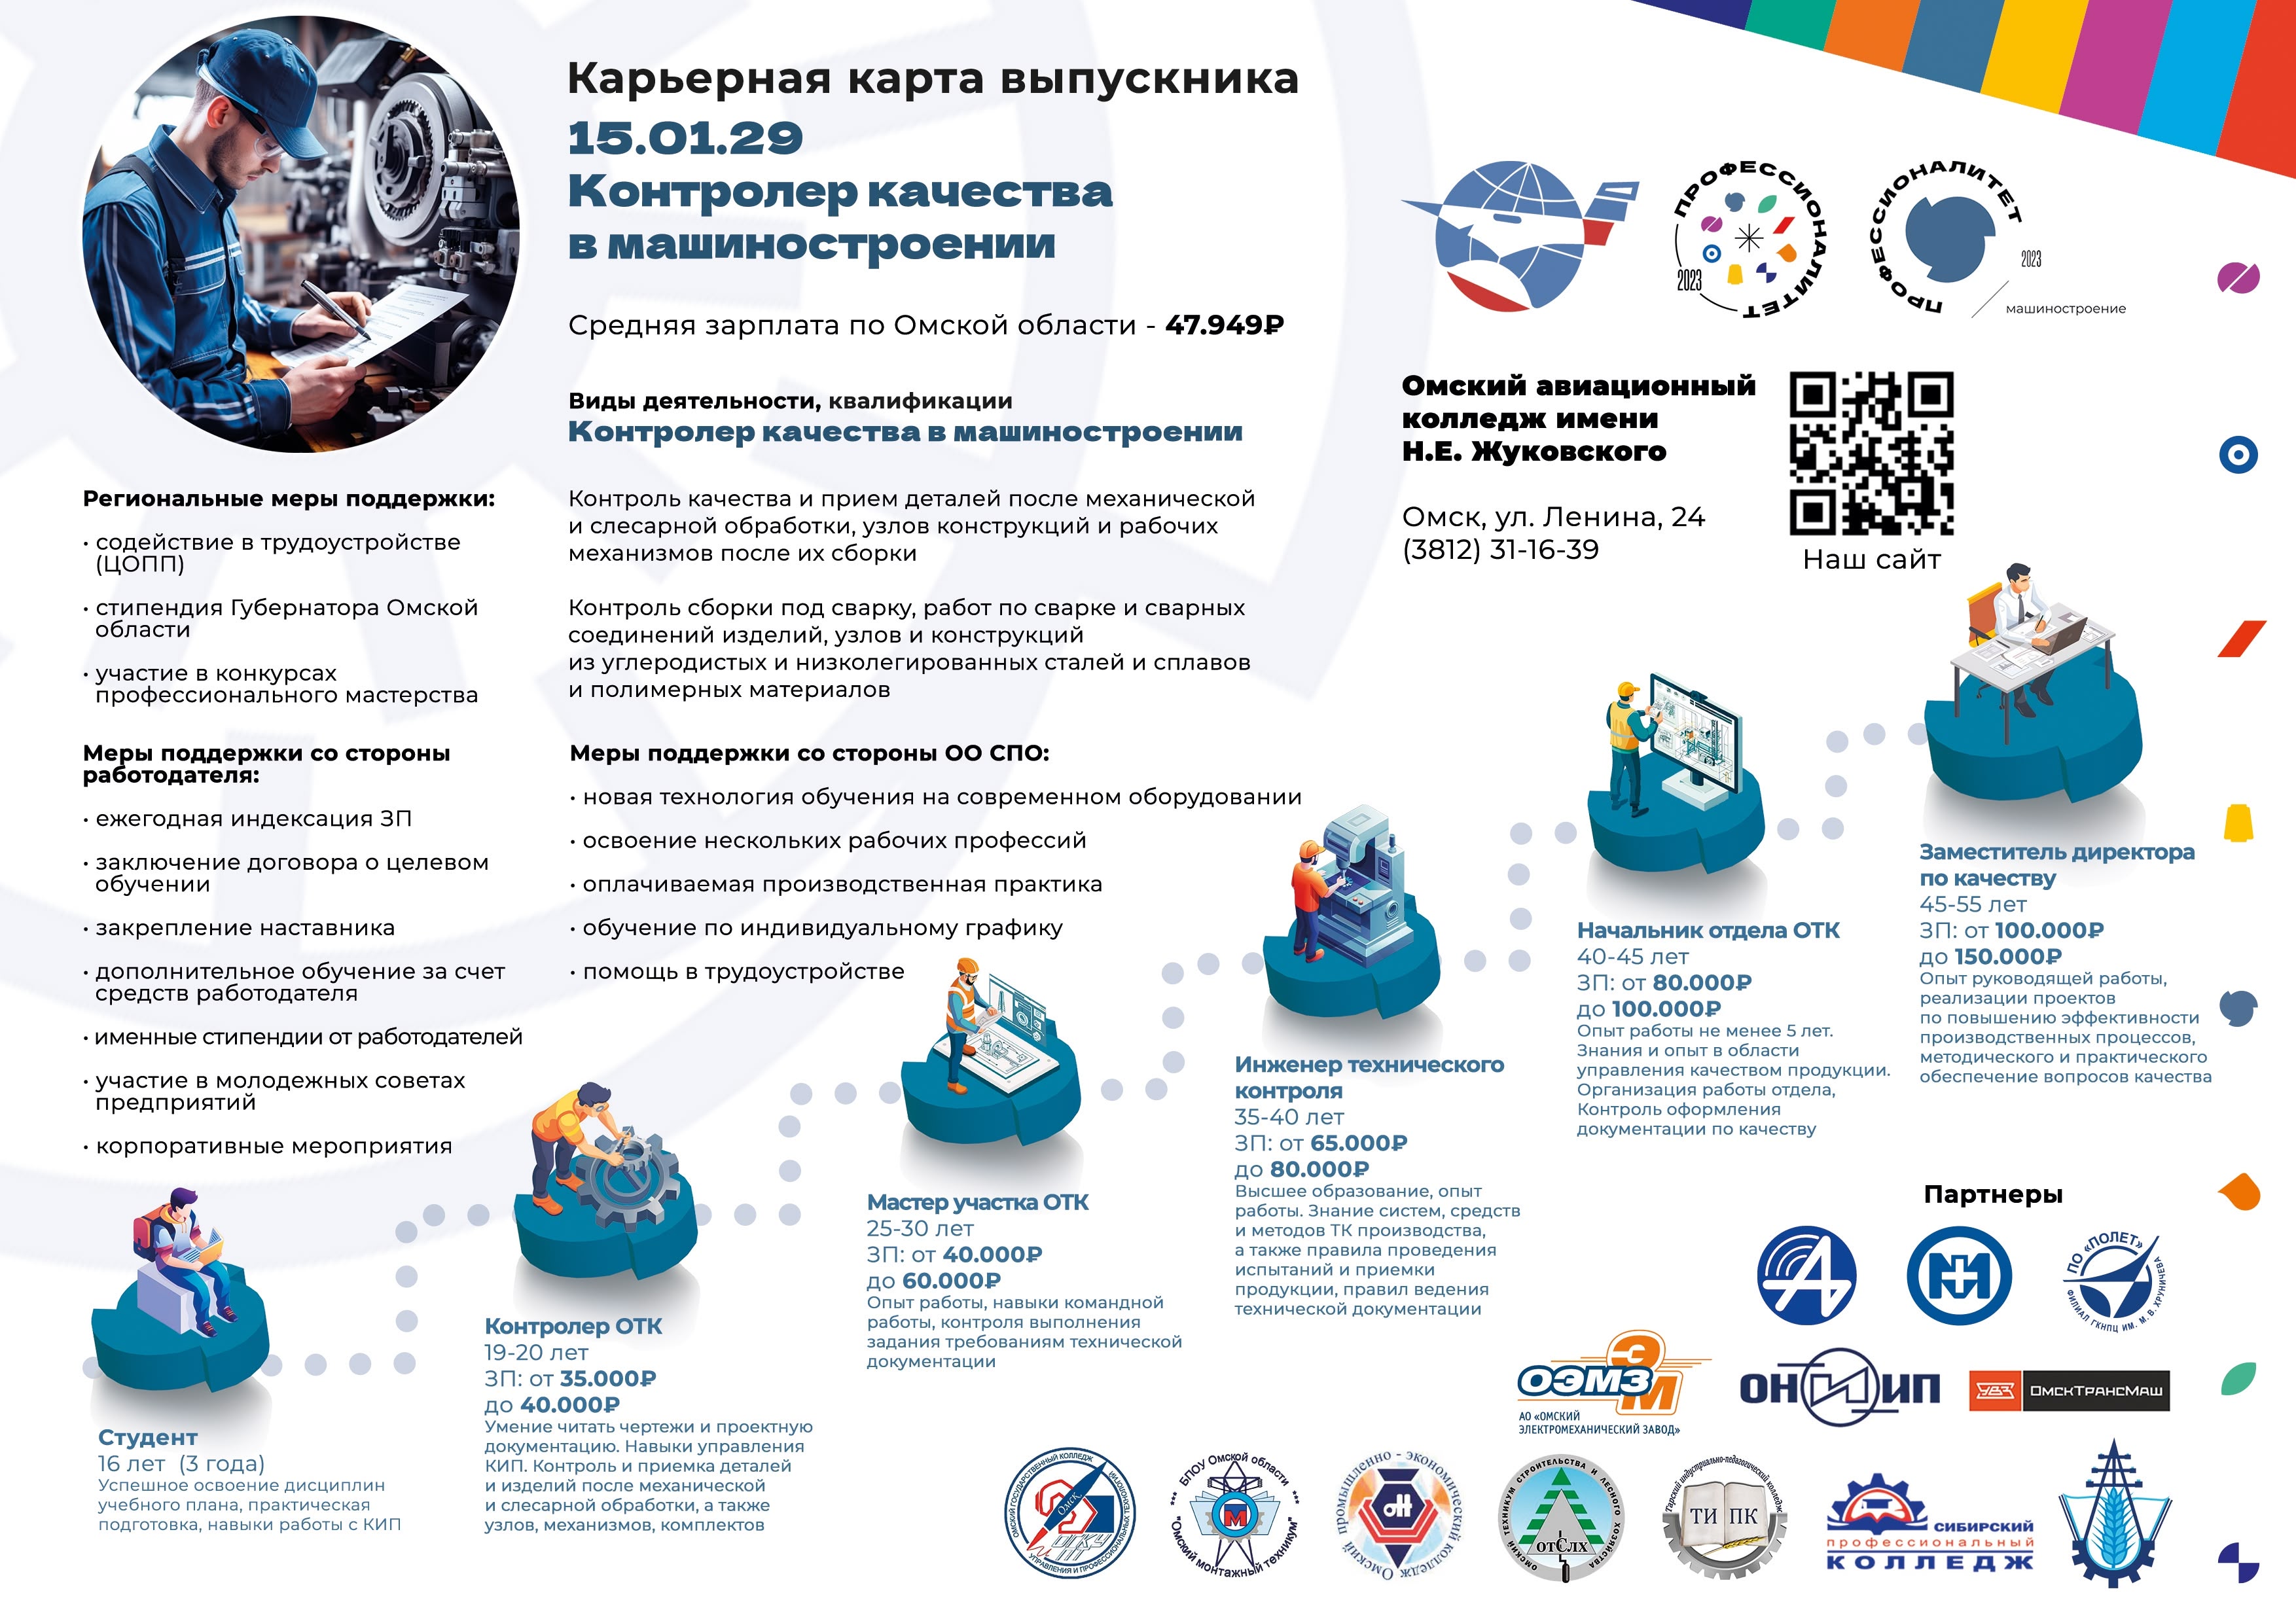 Карьерная карта выпускника
15.01.29
Контролер качества
в машиностроении
Средняя зарплата по Омской области - 47.949₽
Виды деятельности, квалификации
Контролер качества в машиностроении
Контроль качества и прием деталей после механической
и слесарной обработки, узлов конструкций и рабочих
механизмов после их сборки
Контроль сборки под сварку, работ по сварке и сварных
соединений изделий, узлов и конструкций
из углеродистых и низколегированных сталей и сплавов
и полимерных материалов
ПРОФЕССИОНАЛИТЕТ
2023
ПРОФЕССИОНАЛИТЕТ
2023
машиностроение
Омский авиационный
колледж имени
Н.Е. Жуковского
Омск, ул. Ленина, 24
(3812) 31-16-39
Наш сайт
Региональные меры поддержки:
· содействие в трудоустройстве
(ЦОПП)
· стипендия Губернатора Омской
области
· участие в конкурсах
профессионального мастерства
Меры поддержки со стороны
работодателя:
· ежегодная индексация ЗП
· заключение договора о целевом
обучении
· закрепление наставника
· дополнительное обучение за счет
средств работодателя
· именные стипендии от работодателей
· участие в молодежных советах
предприятий
· корпоративные мероприятия
Меры поддержки со стороны ОО СПО:
· новая технология обучения на современном оборудовании
· освоение нескольких рабочих профессий
· оплачиваемая производственная практика
· обучение по индивидуальному графику
· помощь в трудоустройстве
Студент
16 лет (3 года)
Успешное освоение дисциплин
учебного плана, практическая
подготовка, навыки работы с КИП
Контролер ОТК
19-20 лет
ЗП: от 35.000₽
до 40.000₽
Умение читать чертежи и проектную
документацию. Навыки управления
КИП. Контроль и приемка деталей
и изделий после механической
и слесарной обработки, а также
узлов, механизмов, комплектов
Мастер участка ОТК
25-30 лет
ЗП: от 40.000₽
до 60.000₽
Опыт работы, навыки командной
работы, контроля выполнения
задания требованиям технической
документации
Инженер технического
контроля
35-40 лет
ЗП: от 65.000₽
до 80.000₽
Высшее образование, опыт
работы. Знание систем, средств
и методов ТК производства,
а также правила проведения
испытаний и приемки
продукции, правил ведения
технической документации
Начальник отдела ОТК
40-45 лет
ЗП: от 80.000₽
до 100.000₽
Опыт работы не менее 5 лет.
Знания и опыт в области
управления качеством продукции.
Организация работы отдела,
Контроль оформления
документации по качеству
Заместитель директора
по качеству
45-55 лет
ЗП: от 100.000₽
до 150.000₽
Опыт руководящей работы,
реализации проектов
по повышению эффективности
производственных процессов,
методического и практического
обеспечение вопросов качества
Партнеры
ПО «ПОЛЕТ»
ФИЛИАЛ ГКНПЦ ИМ. М. В. ХРУНИЧЕВА
ОЭМЗ
ЭМ
АО «ОМСКИЙ
ЭЛЕКТРОМЕХАНИЧЕСКИЙ ЗАВОД»
ОНИИП
УВЗ ОМСКТРАНСМАШ
ОМСКИЙ ГОСУДАРСТВЕННЫЙ КОЛЛЕДЖ
УПРАВЛЕНИЯ И ПРОФЕССИОНАЛЬНЫХ ТЕХНОЛОГИЙ
Омск
БПОУ Омской области
М
"Омский монтажный техникум"
Омский промышленно - экономический колледж
ОМСКИЙ ТЕХНИКУМ СТРОИТЕЛЬСТВА И ЛЕСНОГО ХОЗЯЙСТВА
отСлх
Тарский индустриально-педагогический колледж
ТИ ПК
СИБИРСКИЙ
профессиональный
КОЛЛЕДЖ